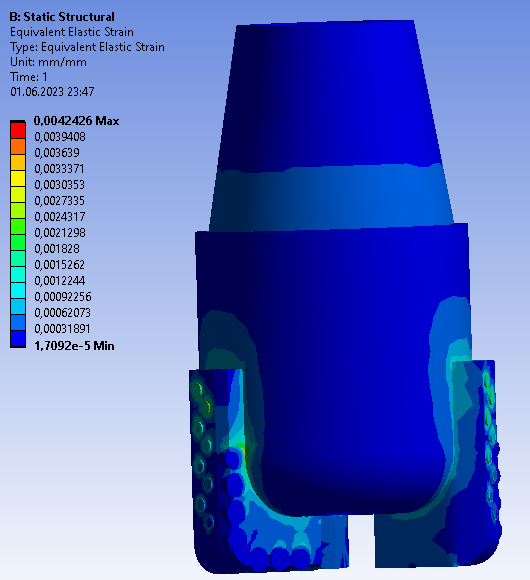 B: Static Structural
Equivalent Elastic Strain
Type: Equivalent Elastic Strain
Unit: mm/mm
Time: 1
01.06.2023 23:47
0,0042426 Max
0,0039408
0,003639
0,0033371
0,0030353
0,0027335
0,0024317
0,0021298
0,001828
0,0015262
0,0012244
0,00092256
0,00062073
0,00031891
1,7092e-5 Min